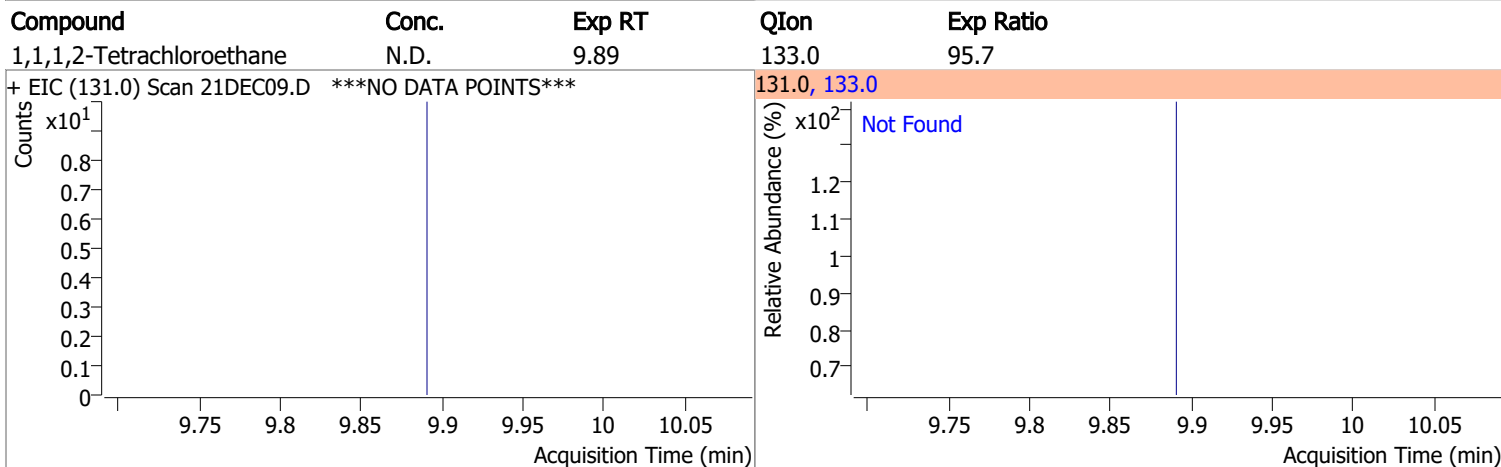 Compound Conc. Exp RT QIon Exp Ratio
1,1,1,2-Tetrachloroethane N.D. 9.89 133.0 95.7
+ EIC (131.0) Scan 21DEC09.D ***NO DATA POINTS***
Counts
x10¹
0.8
0.7
0.6
0.5
0.4
0.3
0.2
0.1
0
9.75 9.8 9.85 9.9 9.95 10 10.05
Acquisition Time (min)
131.0, 133.0
Relative Abundance (%)
x10²
Not Found
1.2
1.1
1
0.9
0.8
0.7
9.75 9.8 9.85 9.9 9.95 10 10.05
Acquisition Time (min)